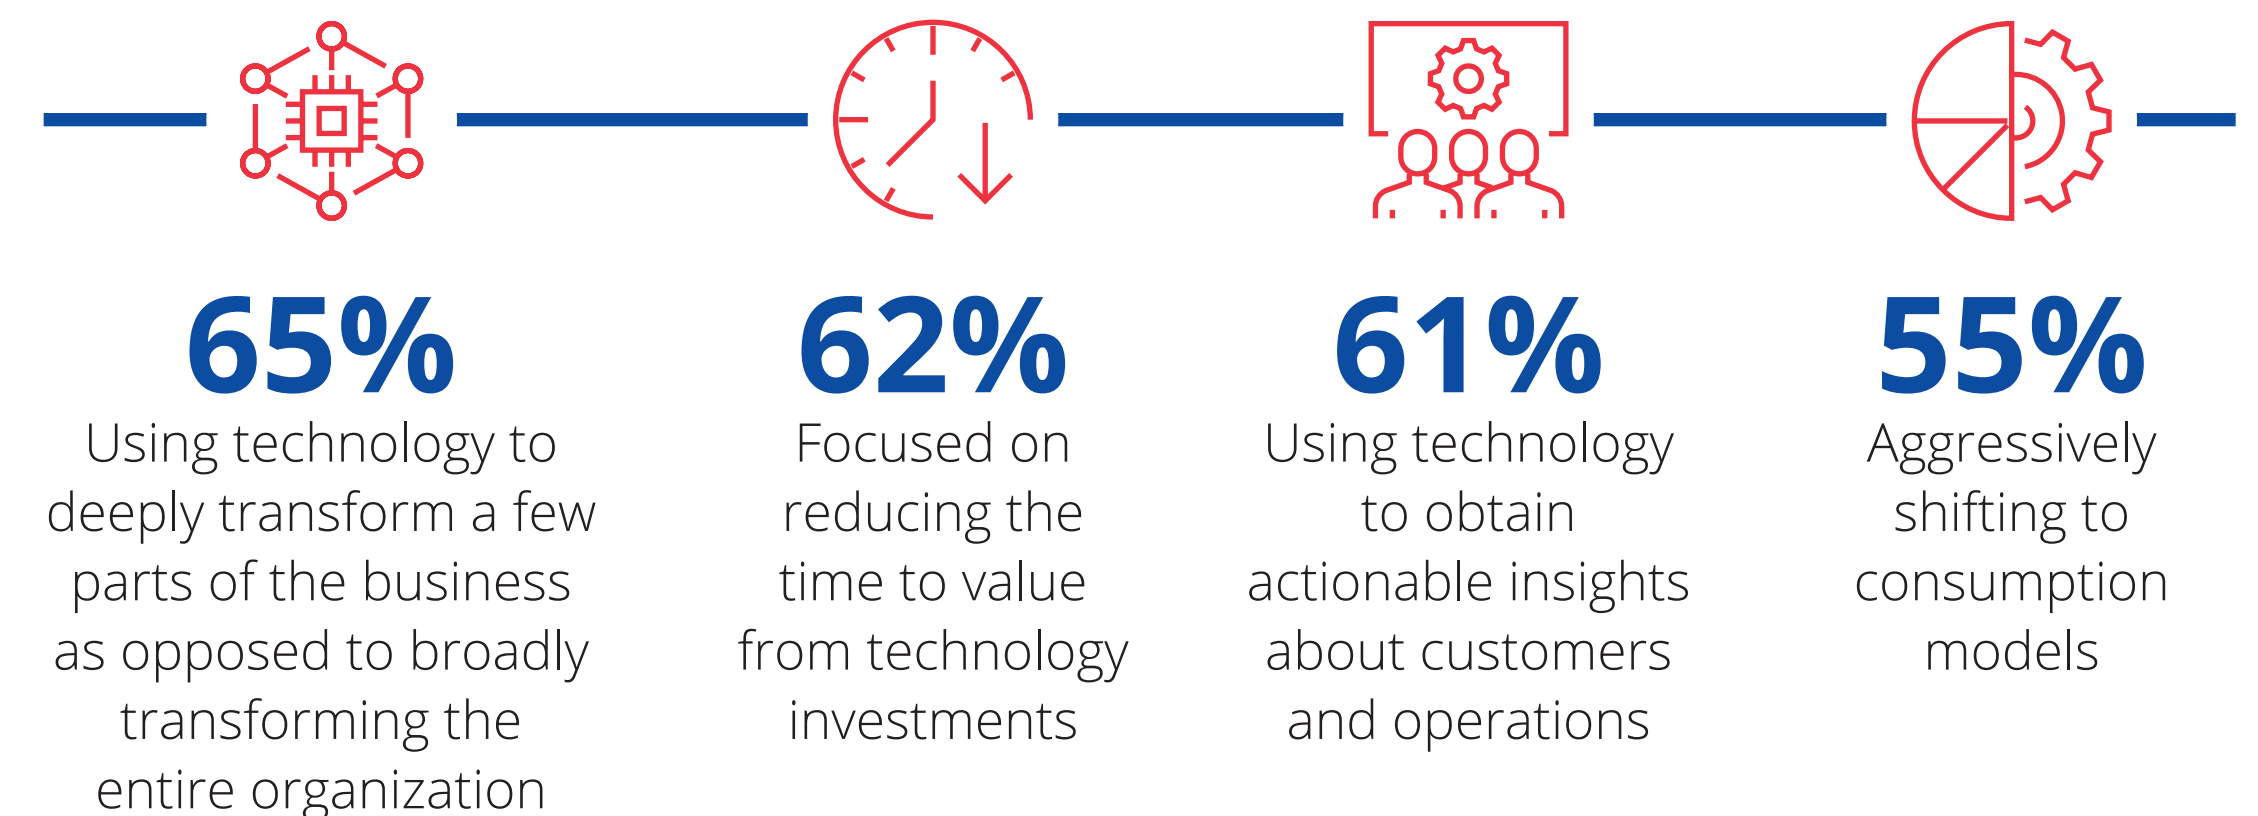 65%
Using technology to
deeply transform a few
parts of the business
as opposed to broadly
transforming the
entire organization
62%
Focused on
reducing the
time to value
from technology
investments
61%
Using technology
to obtain
actionable insights
about customers
and operations
55%
Aggressively
shifting to
consumption
models